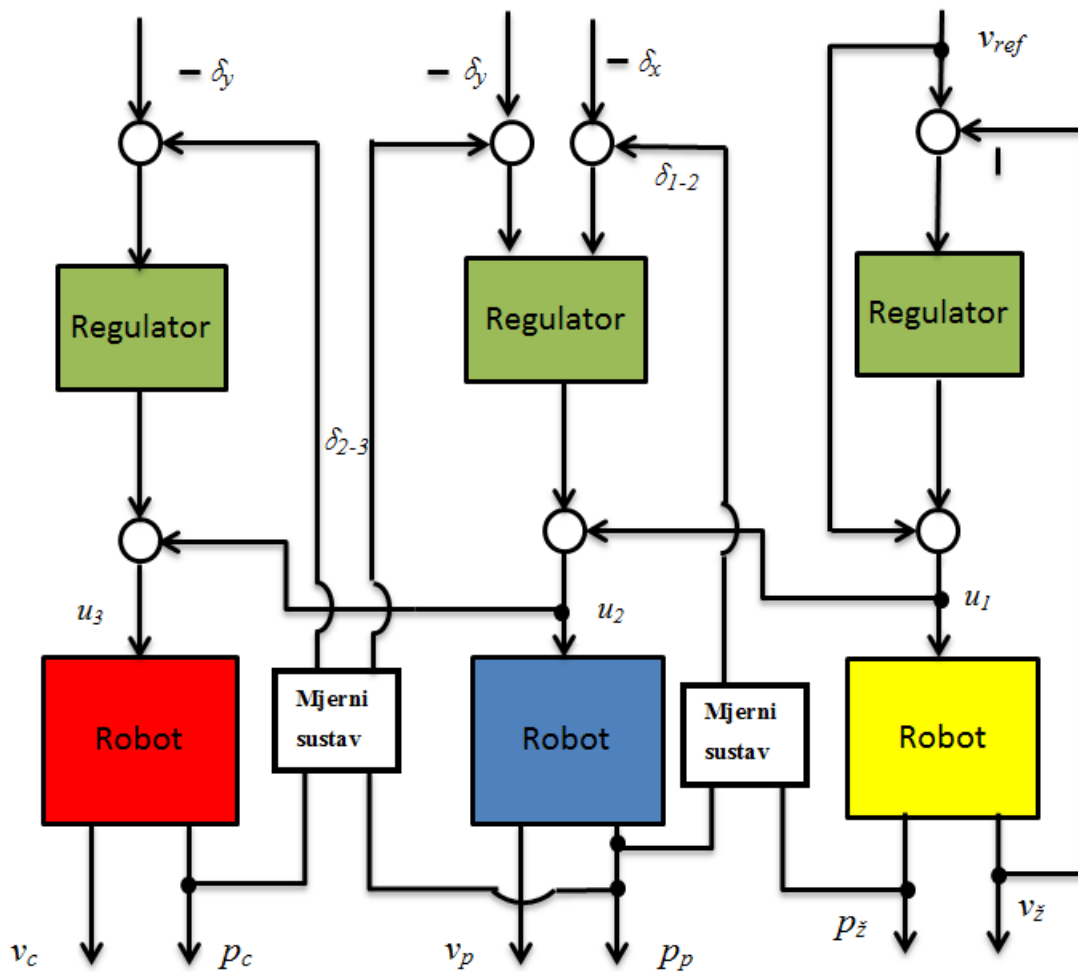 − δy
− δy
− δx
vref
δ1-2
−
Regulator
Regulator
Regulator
δ2-3
u3
u2
u1
Robot
Mjerni
sustav
Robot
Mjerni
sustav
Robot
vc
pc
vp
pp
pž
vž